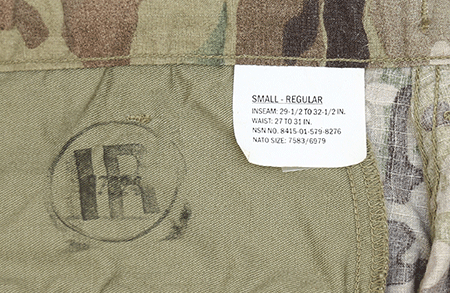 SMALL - REGULAR
INSEAM: 29-1/2 TO 32-1/2 IN.
WAIST: 27 TO 31 IN.
NSN NO. 8415-01-579-8276
NATO SIZE: 7583/6979
IR